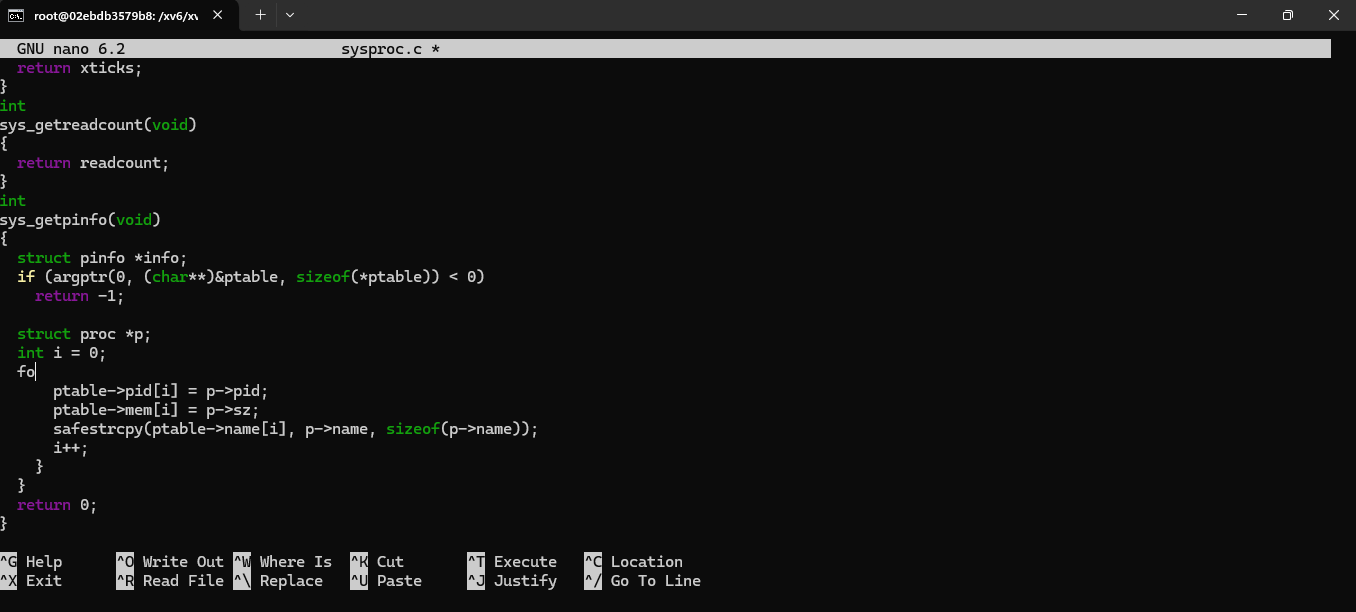 root@02ebdb3579b8: /xv6/xv
GNU nano 6.2 sysproc.c *
  return xticks;
}
int
sys_getreadcount(void)
{
  return readcount;
}
int
sys_getpinfo(void)
{
  struct pinfo *info;
  if (argptr(0, (char**)&ptable, sizeof(*ptable)) < 0)
    return -1;

  struct proc *p;
  int i = 0;
  fo
      ptable->pid[i] = p->pid;
      ptable->mem[i] = p->sz;
      safestrcpy(ptable->name[i], p->name, sizeof(p->name));
      i++;
    }
  }
  return 0;
}
^G Help ^O Write Out ^W Where Is ^K Cut ^T Execute ^C Location
^X Exit ^R Read File ^\ Replace ^U Paste ^J Justify ^/ Go To Line